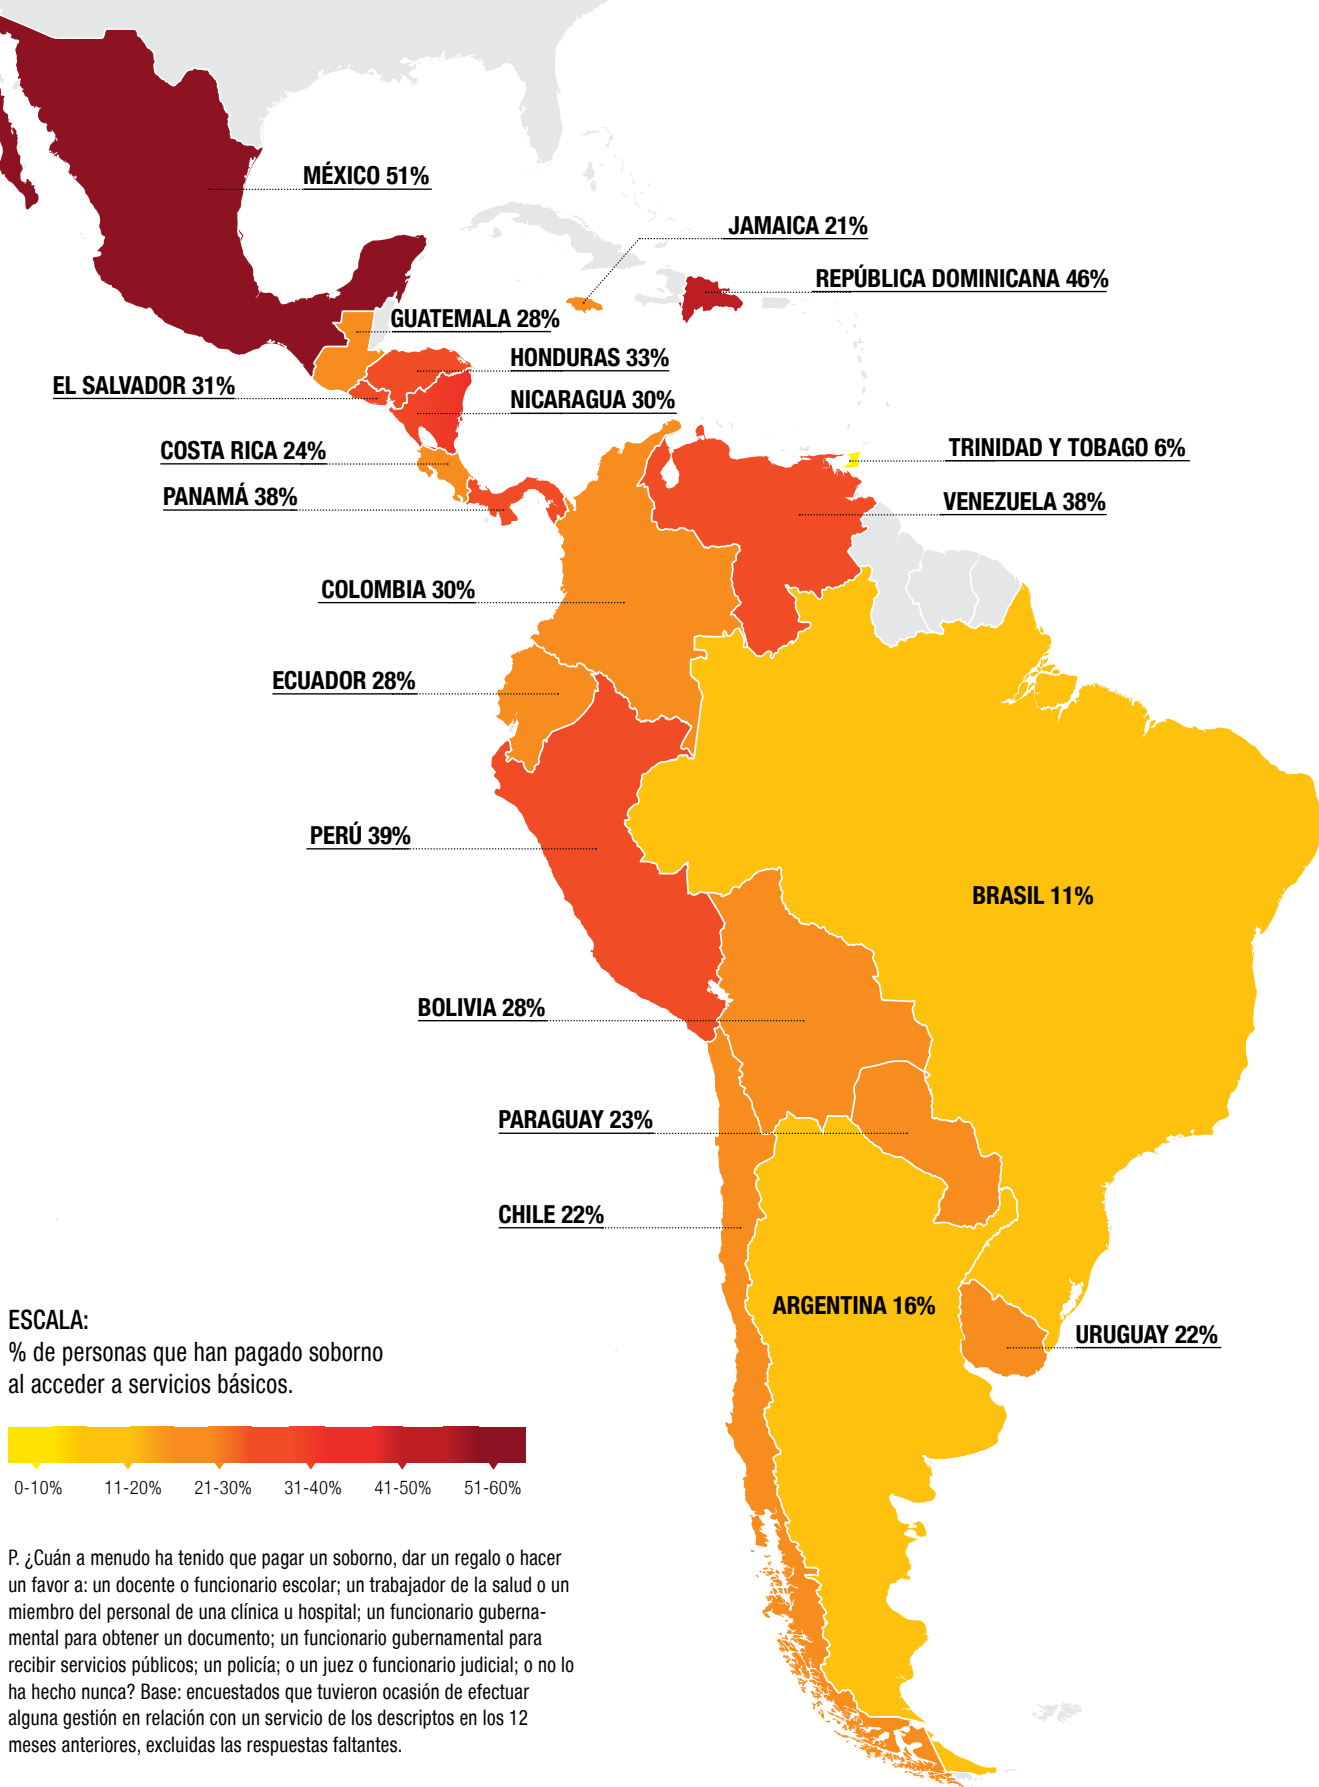 MÉXICO 51%
JAMAICA 21%
REPÚBLICA DOMINICANA 46%
GUATEMALA 28%
HONDURAS 33%
EL SALVADOR 31%
NICARAGUA 30%
COSTA RICA 24%
TRINIDAD Y TOBAGO 6%
PANAMÁ 38%
VENEZUELA 38%
COLOMBIA 30%
ECUADOR 28%
PERÚ 39%
BRASIL 11%
BOLIVIA 28%
PARAGUAY 23%
CHILE 22%
ARGENTINA 16%
URUGUAY 22%
ESCALA:
% de personas que han pagado soborno
al acceder a servicios básicos.
0-10% 11-20% 21-30% 31-40% 41-50% 51-60%
P. ¿Cuán a menudo ha tenido que pagar un soborno, dar un regalo o hacer
un favor a: un docente o funcionario escolar; un trabajador de la salud o un
miembro del personal de una clínica u hospital; un funcionario guberna-
mental para obtener un documento; un funcionario gubernamental para
recibir servicios públicos; un policía; o un juez o funcionario judicial; o no lo
ha hecho nunca? Base: encuestados que tuvieron ocasión de efectuar
alguna gestión en relación con un servicio de los descriptos en los 12
meses anteriores, excluidas las respuestas faltantes.